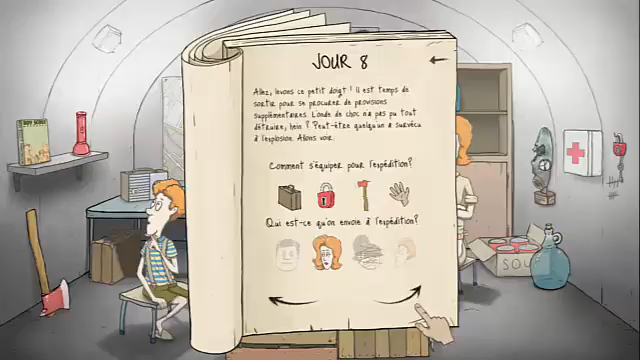 JOUR 8
Allez, levons ce petit doigt ! Il est temps de
sortir pour se procurer de provisions
supplémentaires. L'onde de choc n'a pas pu tout
détruire, hein ? Peut-être quelqu'un a survécu
à l'explosion. Allons voir.
Comment s'équiper pour l'expédition?
Qui est-ce qu'on envoie à l'expédition?
SOU